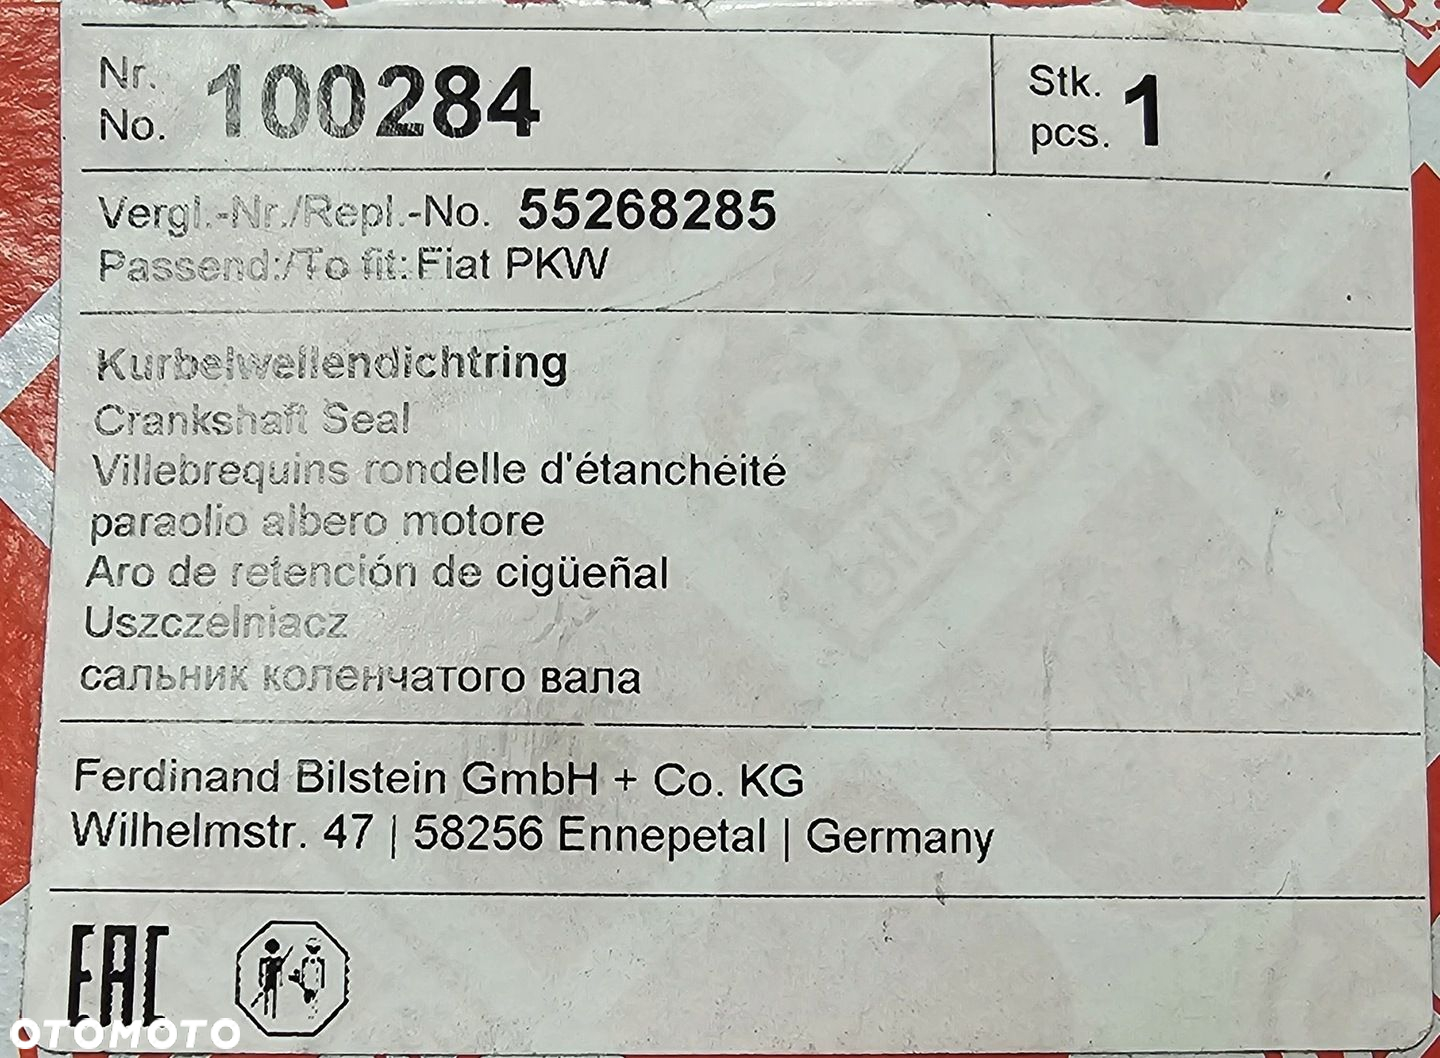 Nr. No. 100284 Stk. pcs. 1
Vergl.-Nr./Repl.-No. 55268285
Passend:/To fit: Fiat PKW
Kurbelwellendichtring
Crankshaft Seal
Villebrequins rondelle d'étanchéité
paraolio albero motore
Aro de retención de cigüeñal
Uszczelniacz
сальник коленчатого вала
Ferdinand Bilstein GmbH + Co. KG
Wilhelmstr. 47 | 58256 Ennepetal | Germany
EAC
OTOMOTO
bilstein